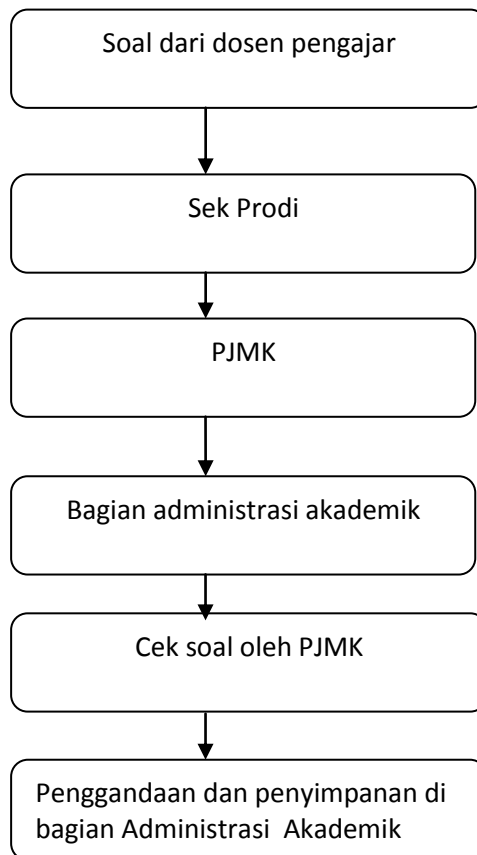 Soal dari dosen pengajar
Sek Prodi
PJMK
Bagian administrasi akademik
Cek soal oleh PJMK
Penggandaan dan penyimpanan di
bagian Administrasi Akademik